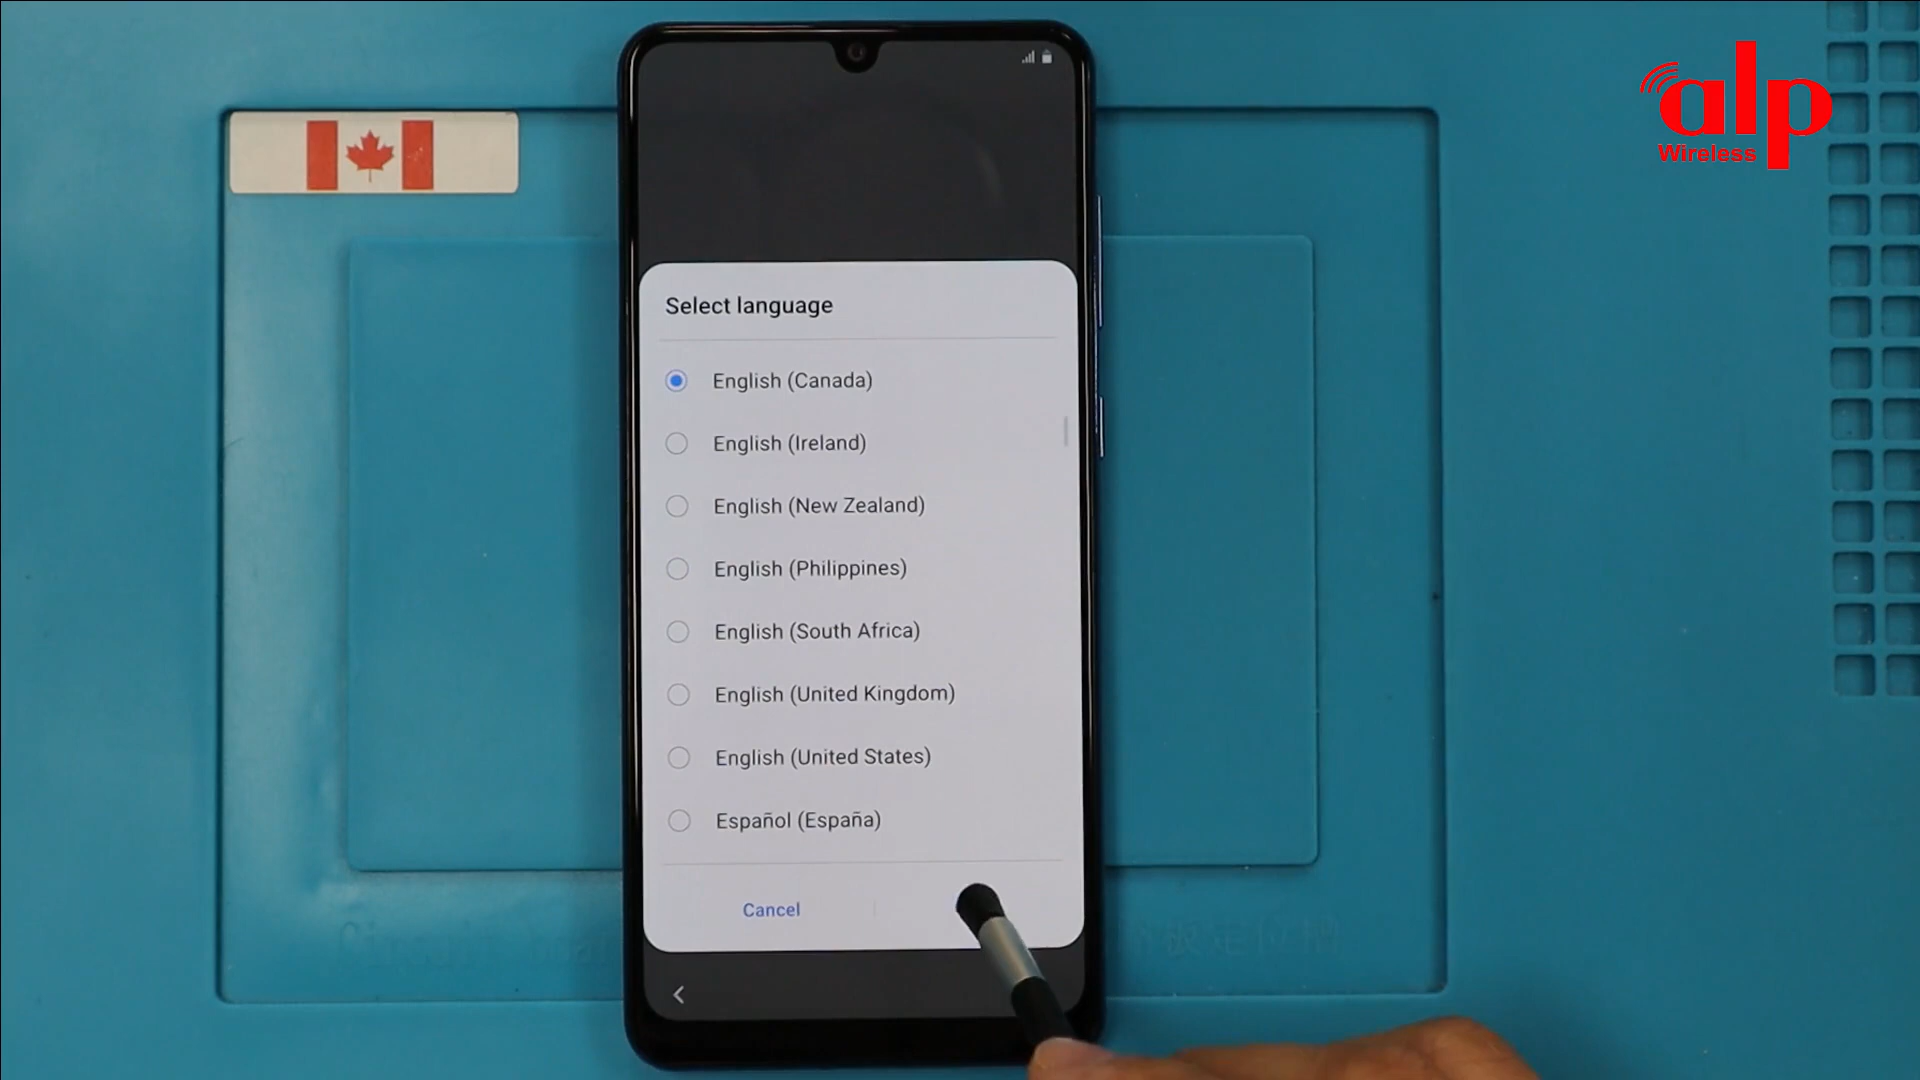 alp
Wireless
Select language
English (Canada)
English (Ireland)
English (New Zealand)
English (Philippines)
English (South Africa)
English (United Kingdom)
English (United States)
Español (España)
Cancel